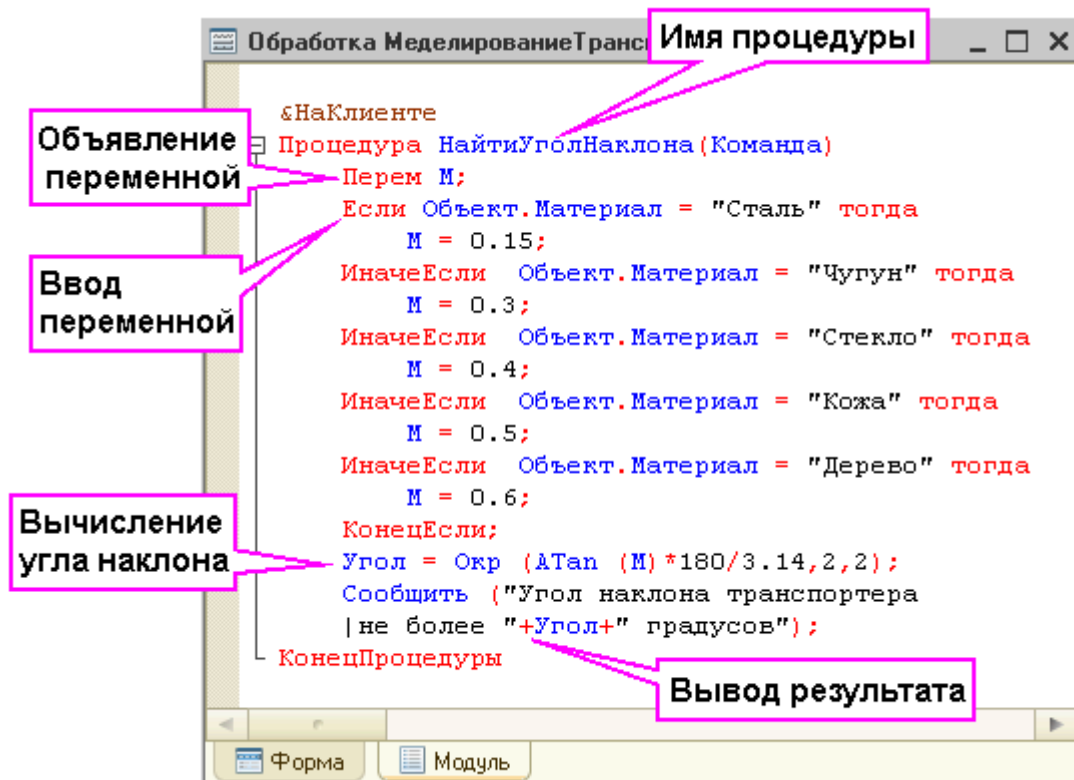 Обработка МеделированиеТранс
Имя процедуры
&НаКлиенте
Объявление
переменной
Процедура НайтиУголНаклона(Команда)
Перем М;
Если Объект.Материал = "Сталь" тогда
М = 0.15;
Ввод
переменной
ИначеЕсли Объект.Материал = "Чугун" тогда
М = 0.3;
ИначеЕсли Объект.Материал = "Стекло" тогда
М = 0.4;
ИначеЕсли Объект.Материал = "Кожа" тогда
М = 0.5;
ИначеЕсли Объект.Материал = "Дерево" тогда
М = 0.6;
КонецЕсли;
Вычисление
угла наклона
Угол = Окр (ATan (М)*180/3.14,2,2);
Сообщить ("Угол наклона транспортера
|не более "+Угол+" градусов");
КонецПроцедуры
Вывод результата
Форма
Модуль